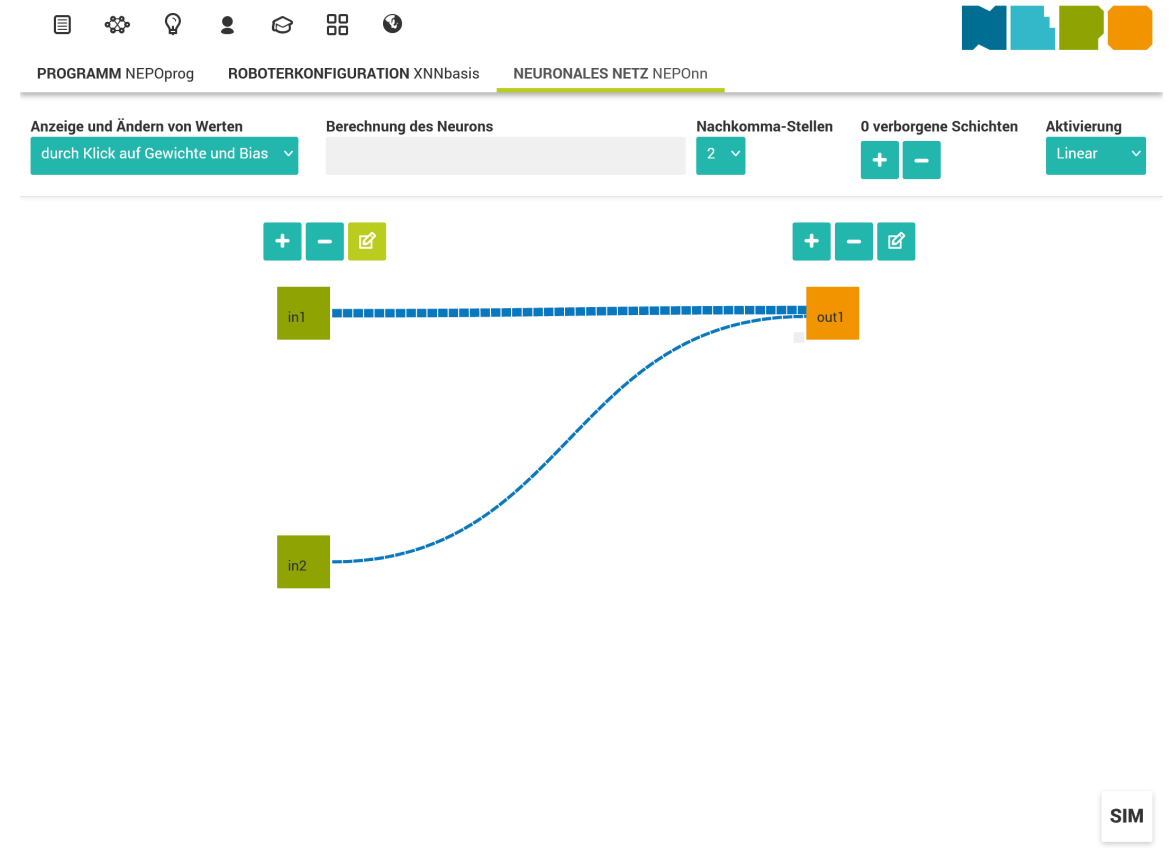 PROGRAMM NEPOprog ROBOTERKONFIGURATION XNNbasis NEURONALES NETZ NEPOnn
Anzeige und Ändern von Werten Berechnung des Neurons Nachkomma-Stellen 0 verborgene Schichten Aktivierung
durch Klick auf Gewichte und Bias 2 Linear
in1 out1
in2
SIM